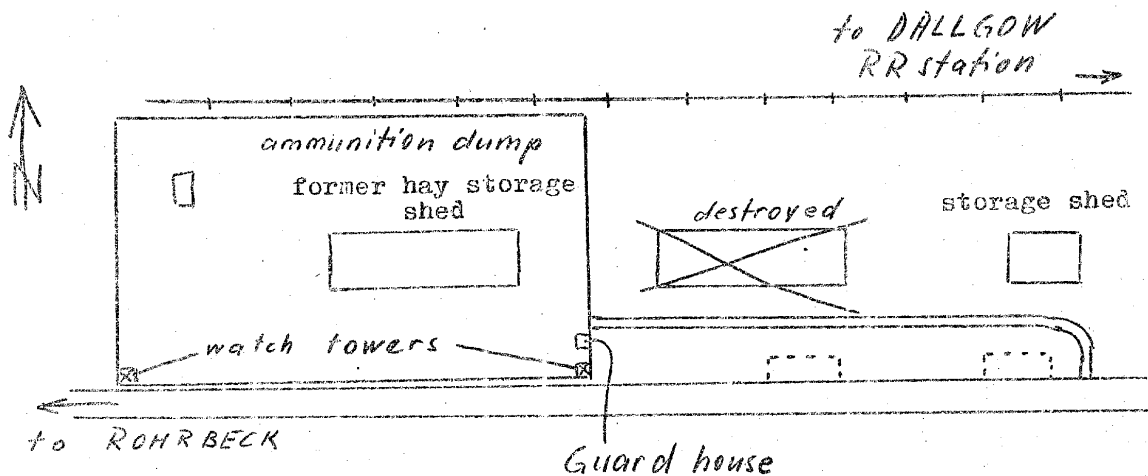 to DALLGOW
RR station
N
ammunition dump
former hay storage
shed
destroyed
storage shed
watch towers
to ROHRBECK
Guard house